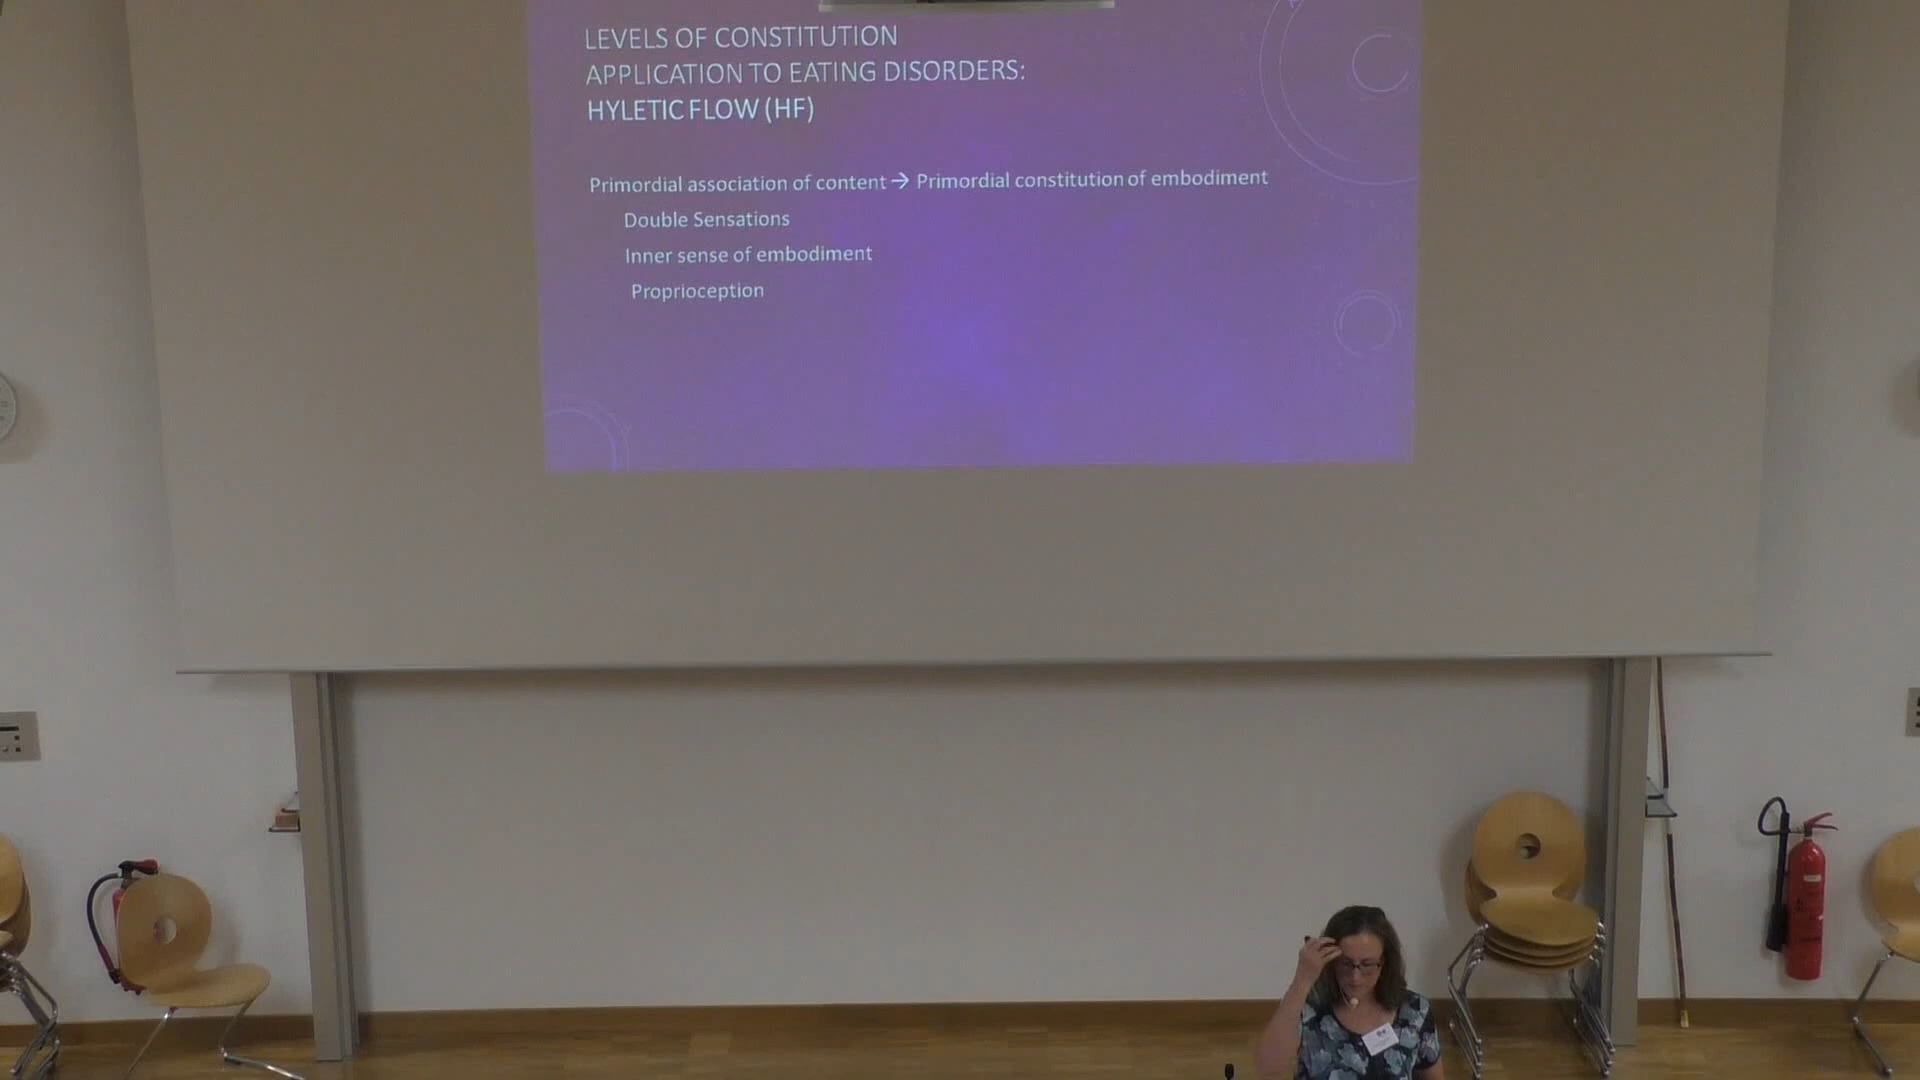 LEVELS OF CONSTITUTION
APPLICATION TO EATING DISORDERS:
HYLETIC FLOW (HF)
Primordial association of content → Primordial constitution of embodiment
Double Sensations
Inner sense of embodiment
Proprioception